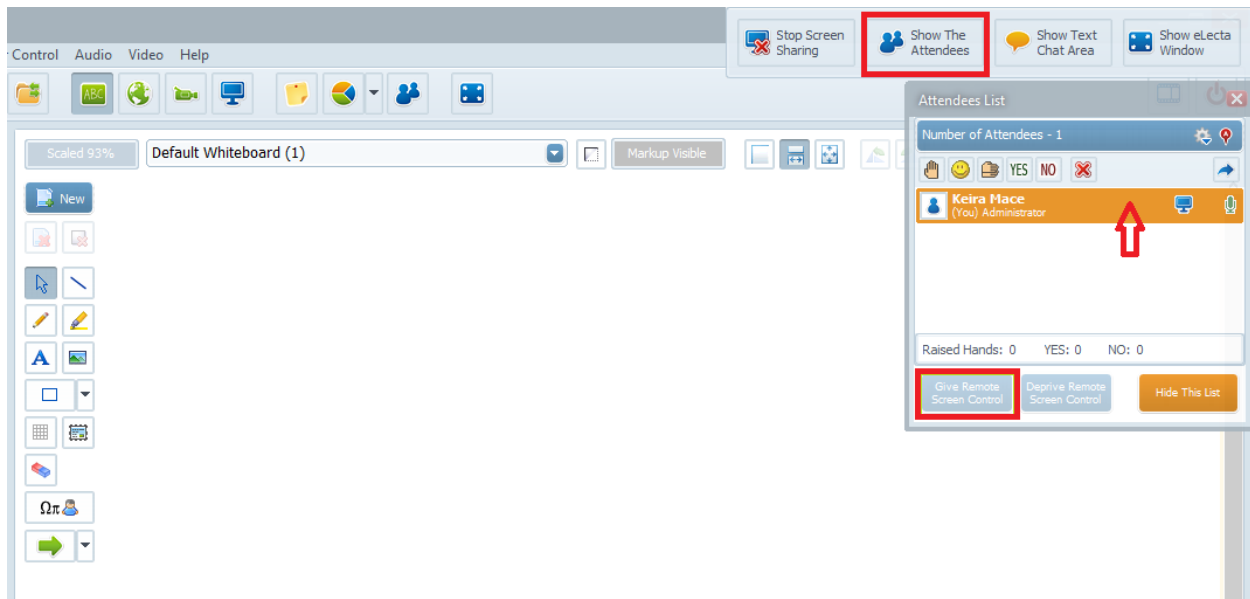 Stop Screen
Sharing
Show The
Attendees
Show Text
Chat Area
Show eLecta
Window
Control Audio Video Help
ABC
Attendees List
Number of Attendees - 1
A
YES NO
Keira Mace
(You) Administrator
Raised Hands: 0 YES: 0 NO: 0
Give Remote
Screen Control
Deprive Remote
Screen Control
Hide This List
Scaled 93%
Default Whiteboard (1)
Markup Visible
New
A
Ωπ